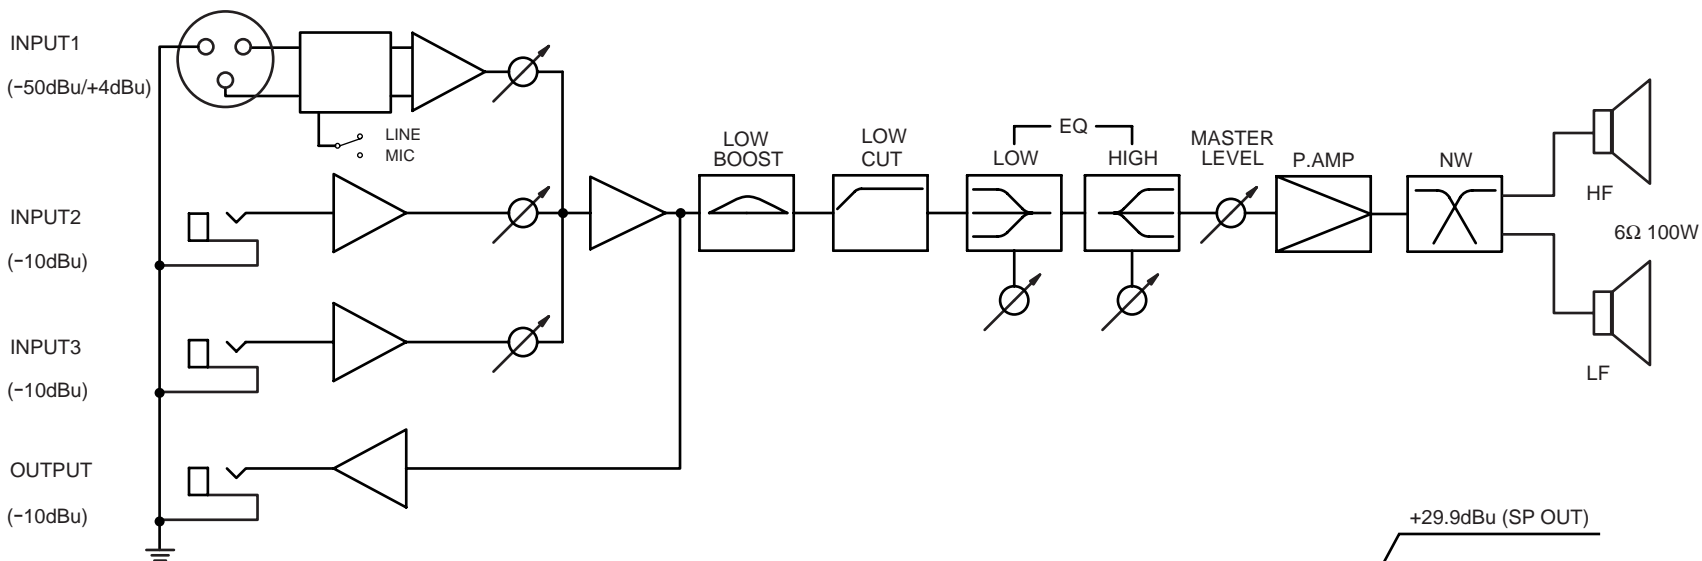 INPUT1
(-50dBu/+4dBu)
LINE
MIC
INPUT2
(-10dBu)
INPUT3
(-10dBu)
OUTPUT
(-10dBu)
LOW
BOOST
LOW
CUT
EQ
LOW
HIGH
MASTER
LEVEL
P.AMP
NW
HF
6Ω 100W
LF
+29.9dBu (SP OUT)